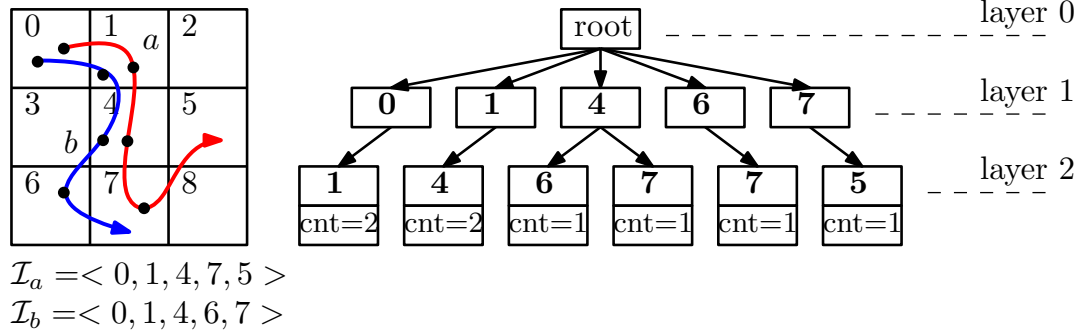 0 1 a 2
3 4 5
b
6 7 8
I_a =< 0, 1, 4, 7, 5 >
I_b =< 0, 1, 4, 6, 7 >
root
layer 0
0 1 4 6 7
layer 1
1 4 6 7 7 5
layer 2
cnt=2 cnt=2 cnt=1 cnt=1 cnt=1 cnt=1